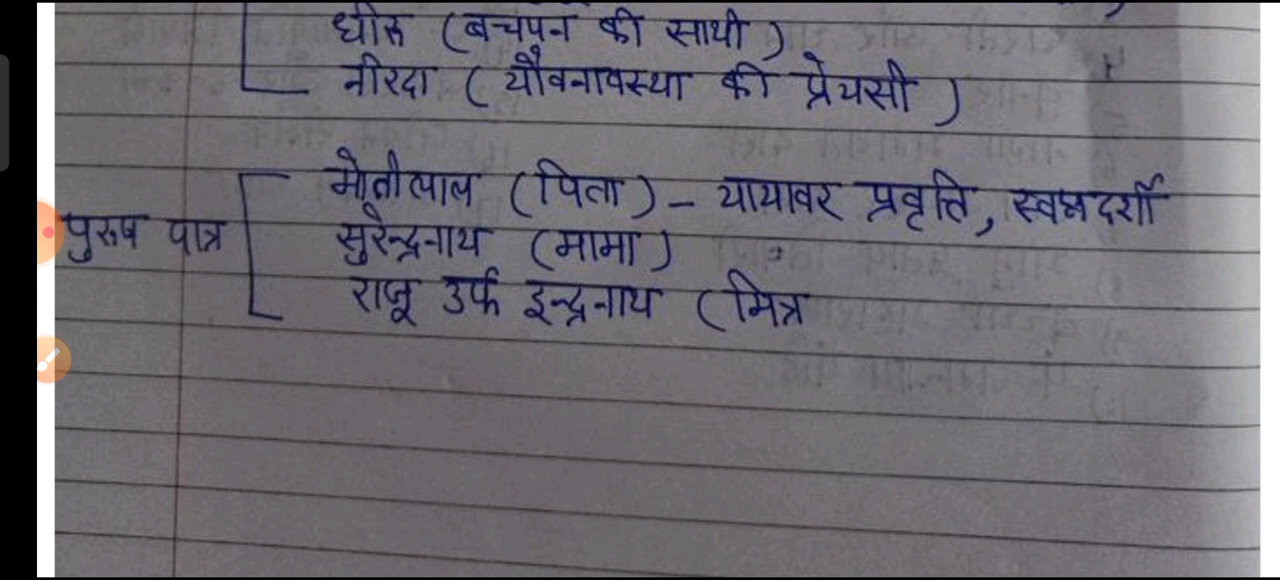 धीरू (बचपन की साथी)
नीरदा (यौवनावस्था की प्रेयसी)
मोतीलाल (पिता) – यायावर प्रवृत्ति, स्वप्नदर्शी
पुरुष पात्र सुरेन्द्रनाथ (मामा)
राजू उर्फ इन्द्रनाथ (मित्र